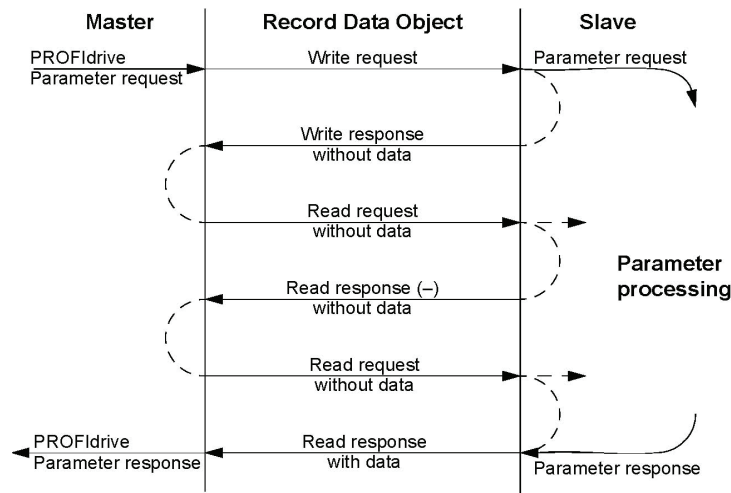 Master
Record Data Object
Slave
PROFIdrive
Parameter request
Write request
Parameter request
Write response
without data
Read request
without data
Read response (–)
without data
Parameter
processing
Read request
without data
PROFIdrive
Parameter response
Read response
with data
Parameter response